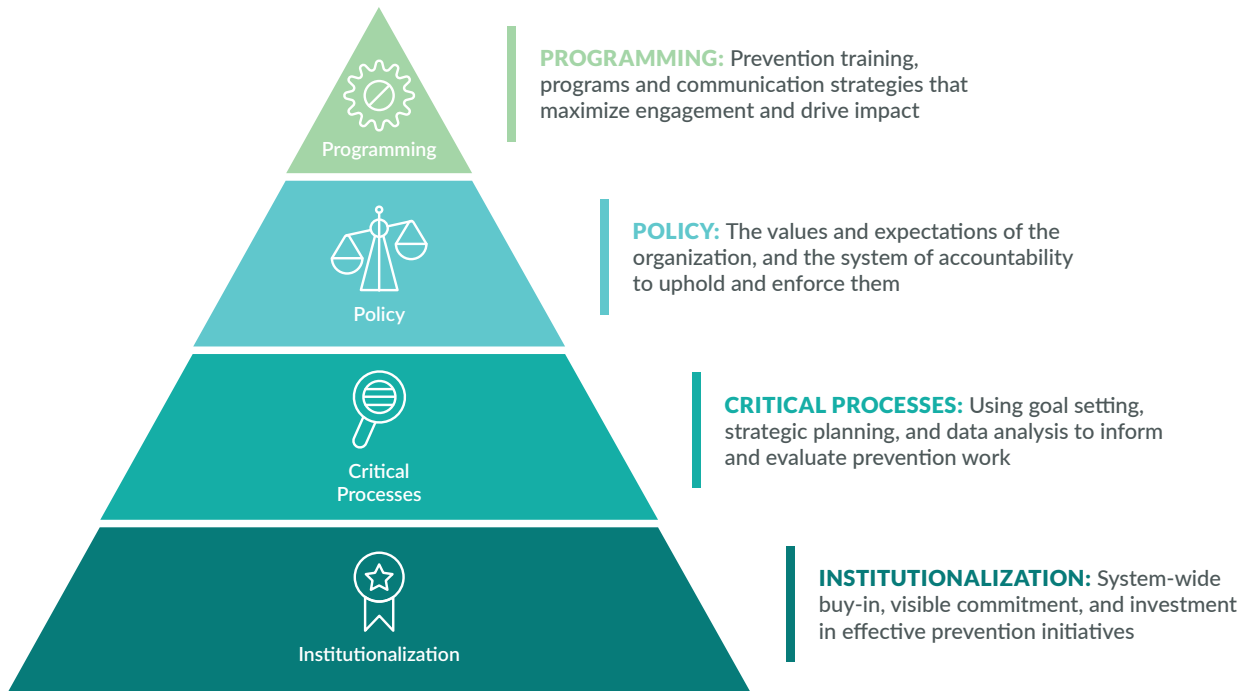 Programming
PROGRAMMING: Prevention training,
programs and communication strategies that
maximize engagement and drive impact
Policy
POLICY: The values and expectations of the
organization, and the system of accountability
to uphold and enforce them
Critical
Processes
CRITICAL PROCESSES: Using goal setting,
strategic planning, and data analysis to inform
and evaluate prevention work
Institutionalization
INSTITUTIONALIZATION: System-wide
buy-in, visible commitment, and investment
in effective prevention initiatives